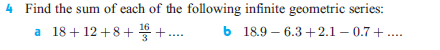 4 Find the sum of each of the following infinite geometric series:
a 18 + 12 + 8 + 16/3 + .... b 18.9 – 6.3 + 2.1 – 0.7 + ....